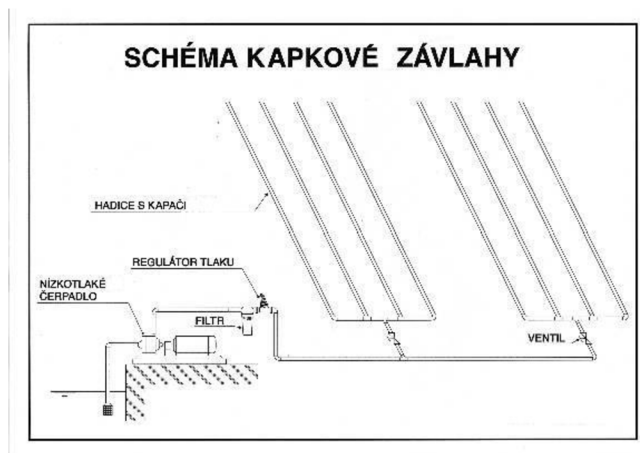 SCHÉMA KAPKOVÉ ZÁVLAHY
HADICE S KAPAČI
REGULÁTOR TLAKU
NÍZKOTLAKÉ
ČERPADLO
FILTR
VENTIL